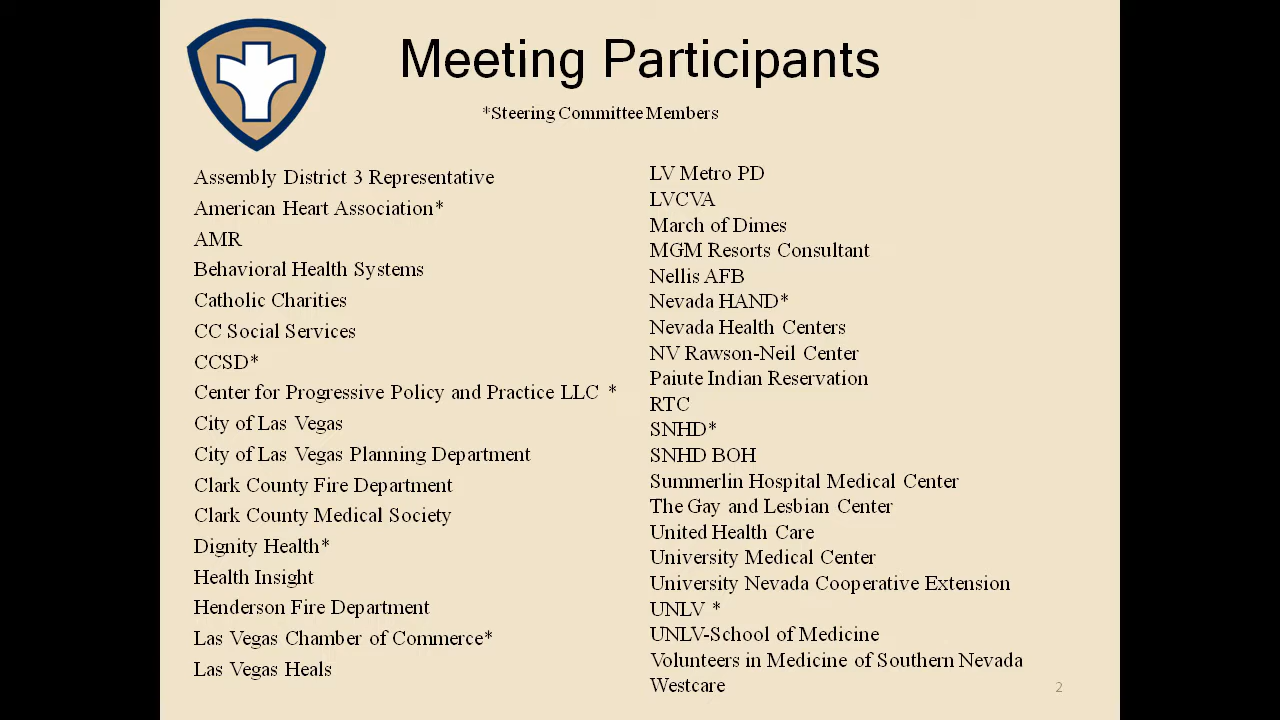 Meeting Participants
*Steering Committee Members
Assembly District 3 Representative
American Heart Association*
AMR
Behavioral Health Systems
Catholic Charities
CC Social Services
CCSD*
Center for Progressive Policy and Practice LLC *
City of Las Vegas
City of Las Vegas Planning Department
Clark County Fire Department
Clark County Medical Society
Dignity Health*
Health Insight
Henderson Fire Department
Las Vegas Chamber of Commerce*
Las Vegas Heals
LV Metro PD
LVCVA
March of Dimes
MGM Resorts Consultant
Nellis AFB
Nevada HAND*
Nevada Health Centers
NV Rawson-Neil Center
Paiute Indian Reservation
RTC
SNHD*
SNHD BOH
Summerlin Hospital Medical Center
The Gay and Lesbian Center
United Health Care
University Medical Center
University Nevada Cooperative Extension
UNLV *
UNLV-School of Medicine
Volunteers in Medicine of Southern Nevada
Westcare
2